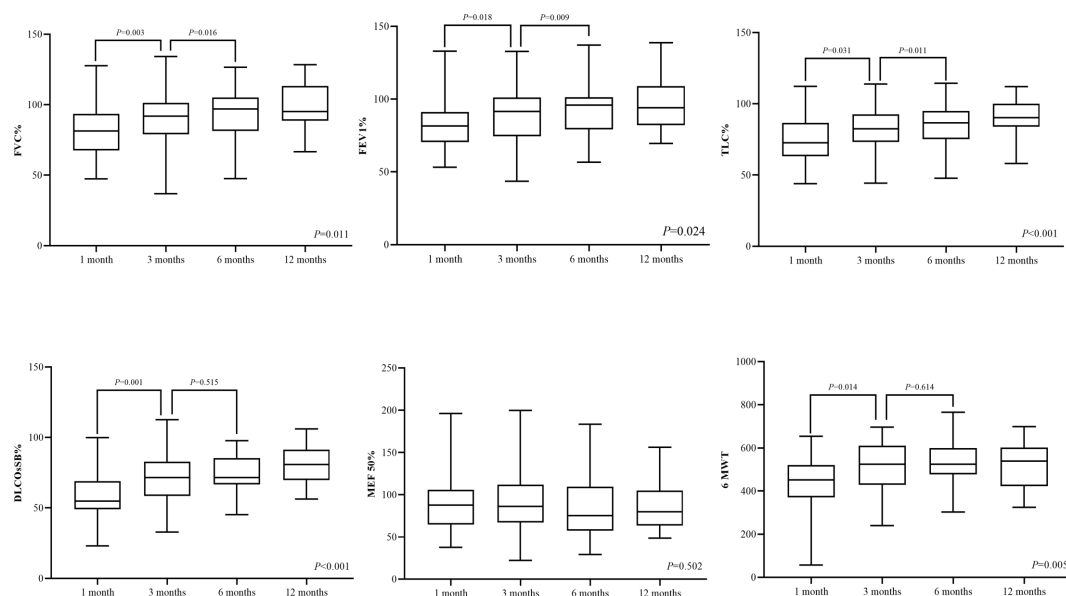 P=0.003 P=0.016
150
100
50
0
FVC%
P=0.011
1 month 3 months 6 months 12 months
P=0.018 P=0.009
150
100
50
0
FEV1%
P=0.024
1 month 3 months 6 months 12 months
P=0.031 P=0.011
150
100
50
0
TLC%
P<0.001
1 month 3 months 6 months 12 months
P=0.001 P=0.515
150
100
50
0
DLCOsSB%
P<0.001
1 month 3 months 6 months 12 months
250
200
150
100
50
0
MEF 50%
P=0.502
1 month 3 months 6 months 12 months
P=0.014 P=0.614
1000
800
600
400
200
0
6 MWT
P=0.005
1 month 3 months 6 months 12 months